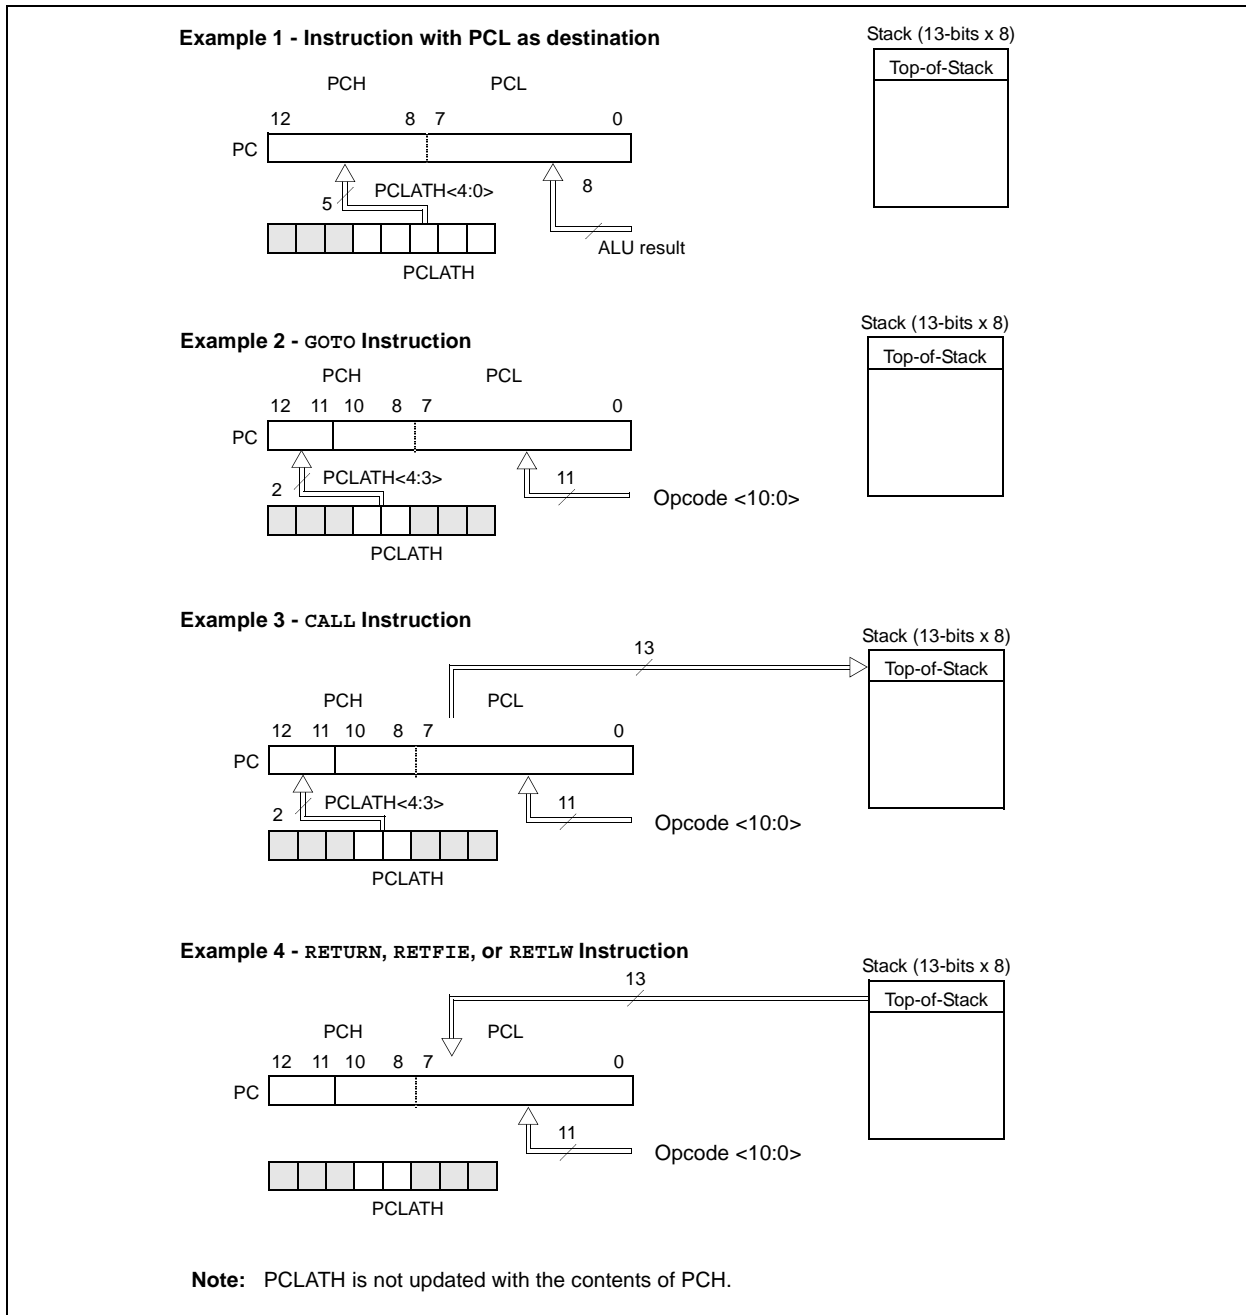 Example 1 - Instruction with PCL as destination
Stack (13-bits x 8)
Top-of-Stack
PCH PCL
12 8 7 0
PC
5 PCLATH<4:0> 8
ALU result
PCLATH
Example 2 - GOTO Instruction
Stack (13-bits x 8)
Top-of-Stack
PCH PCL
12 11 10 8 7 0
PC
2 PCLATH<4:3> 11
Opcode <10:0>
PCLATH
Example 3 - CALL Instruction
Stack (13-bits x 8)
13
Top-of-Stack
PCH PCL
12 11 10 8 7 0
PC
2 PCLATH<4:3> 11
Opcode <10:0>
PCLATH
Example 4 - RETURN, RETFIE, or RETLW Instruction
Stack (13-bits x 8)
13
Top-of-Stack
PCH PCL
12 11 10 8 7 0
PC
11
Opcode <10:0>
PCLATH
Note: PCLATH is not updated with the contents of PCH.